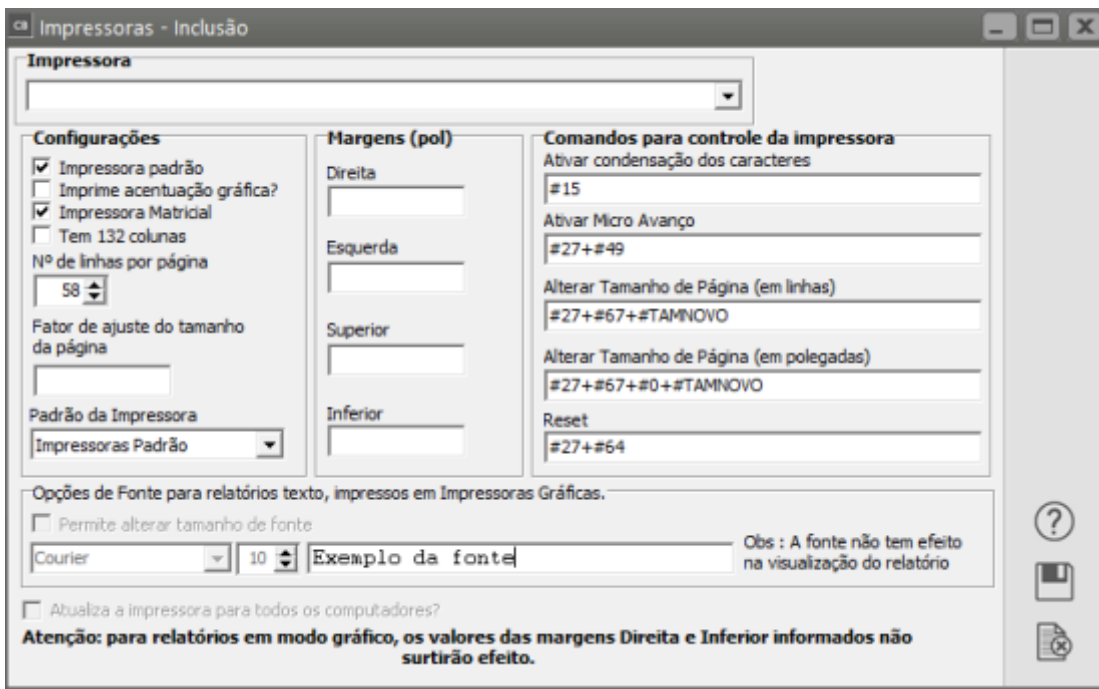 CB Impressoras - Inclusão
Impressora
Configurações
Impressora padrão
Imprime acentuação gráfica?
Impressora Matricial
Tem 132 colunas
Nº de linhas por página
58
Fator de ajuste do tamanho
da página
Padrão da Impressora
Impressoras Padrão
Margens (pol)
Direita
Esquerda
Superior
Inferior
Comandos para controle da impressora
Ativar condensação dos caracteres
#15
Ativar Micro Avanço
#27+#49
Alterar Tamanho de Página (em linhas)
#27+#67+#TAMNOVO
Alterar Tamanho de Página (em polegadas)
#27+#67+#0+#TAMNOVO
Reset
#27+#64
Opções de Fonte para relatórios texto, impressos em Impressoras Gráficas.
Permite alterar tamanho de fonte
Courier 10 Exemplo da fonte
Obs : A fonte não tem efeito
na visualização do relatório
Atualiza a impressora para todos os computadores?
Atenção: para relatórios em modo gráfico, os valores das margens Direita e Inferior informados não
surtirão efeito.